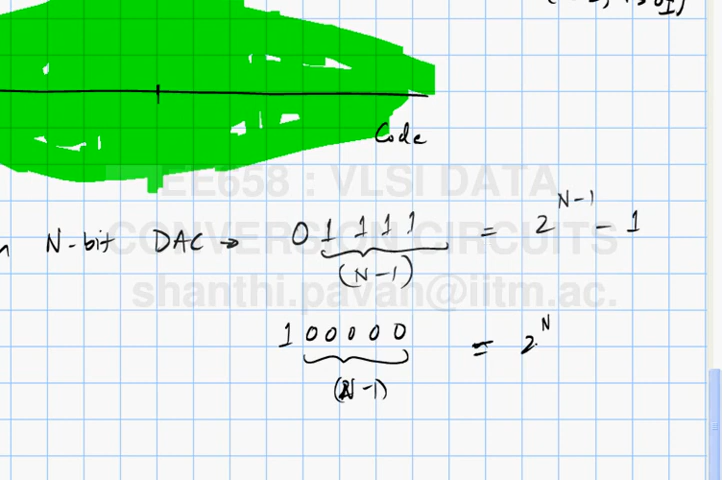 Code
EE658 : VLSI DATA
CONVERSION CIRCUITS
shanthi.pavan@iitm.ac.
N-bit DAC → 0 1 1 1 1 = 2^{N-1} - 1
(N-1)
1 0 0 0 0 0 = 2^N
(N-1)